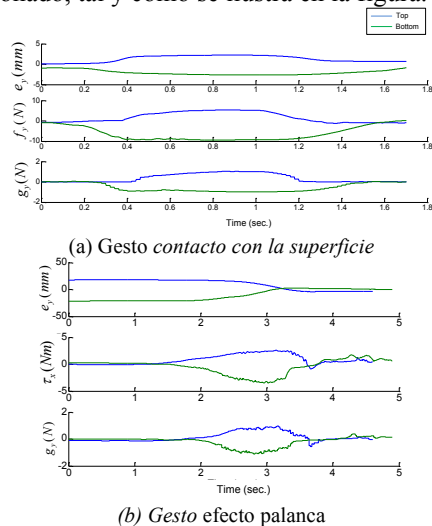 onado, tal y como se ilustra en la figura.
Top
Bottom
5
0
-5
e_y(mm)
0 0.2 0.4 0.6 0.8 1 1.2 1.4 1.6 1.8
10
0
-10
f_y(N)
0 0.2 0.4 0.6 0.8 1 1.2 1.4 1.6 1.8
2
0
-2
g_y(N)
0 0.2 0.4 0.6 0.8 1 1.2 1.4 1.6 1.8
Time (sec.)
(a) Gesto contacto con la superficie
50
0
-50
e_y(mm)
0 1 2 3 4 5
5
0
-5
τ_x(Nm)
0 1 2 3 4 5
2
0
-2
g_y(N)
0 1 2 3 4 5
Time (sec.)
(b) Gesto efecto palanca